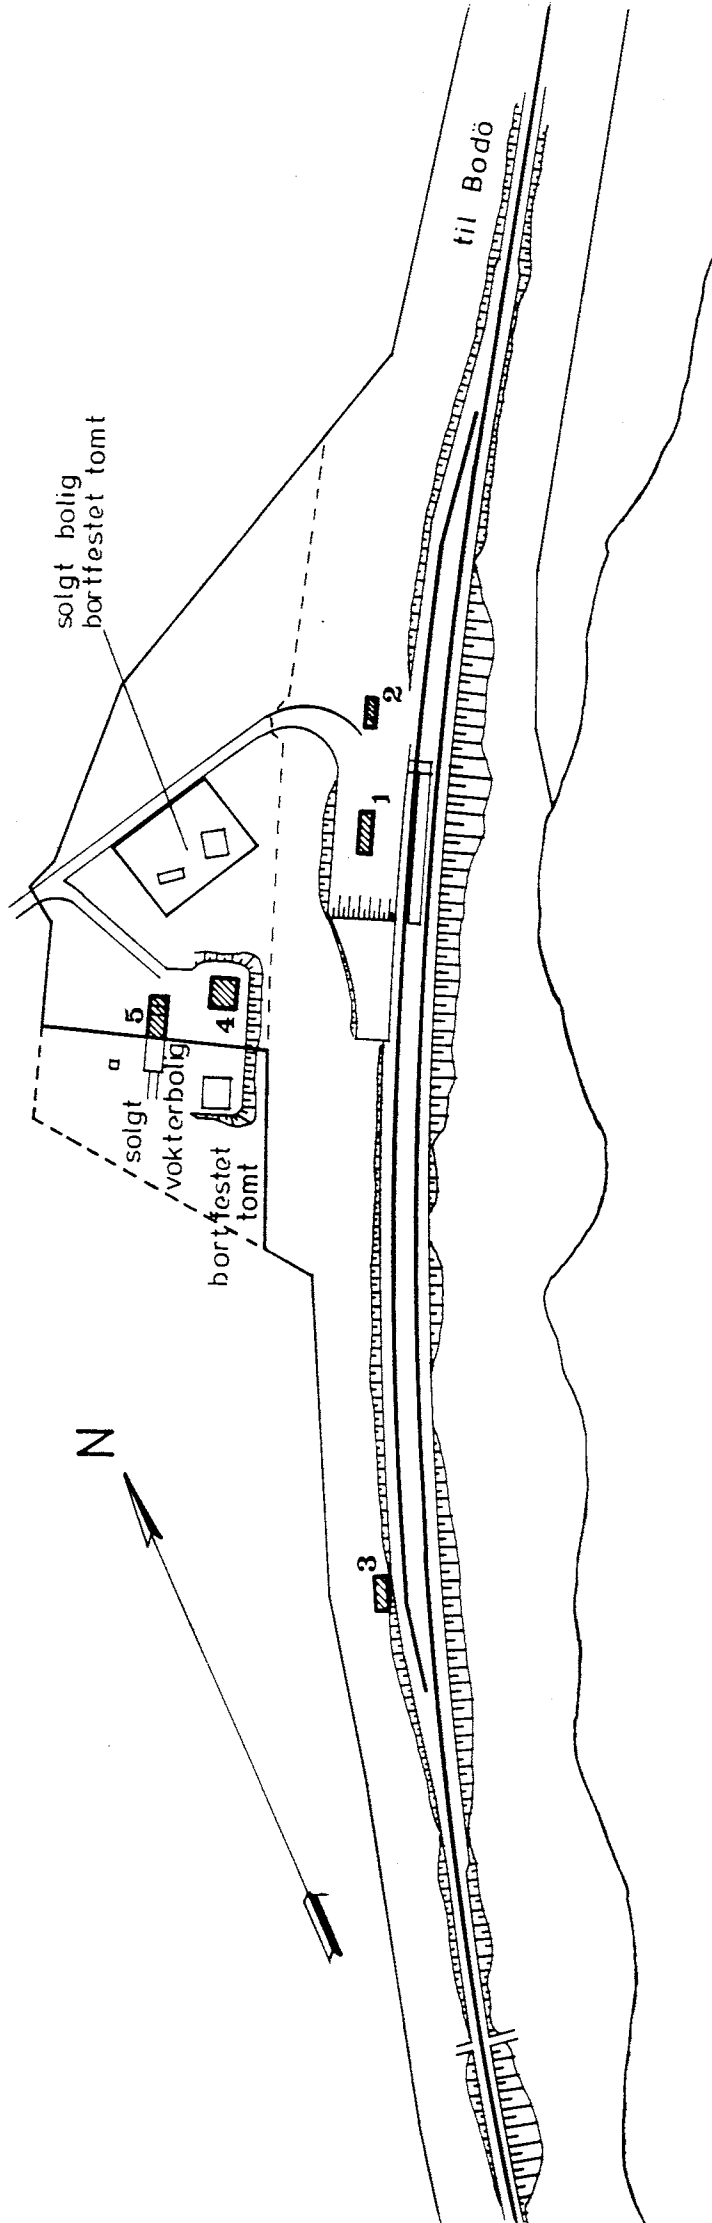 til Bodö
solgt bolig
bortfestet tomt
2
1
5
4
a
solgt
vokterbolig
bortfestet
tomt
N
3